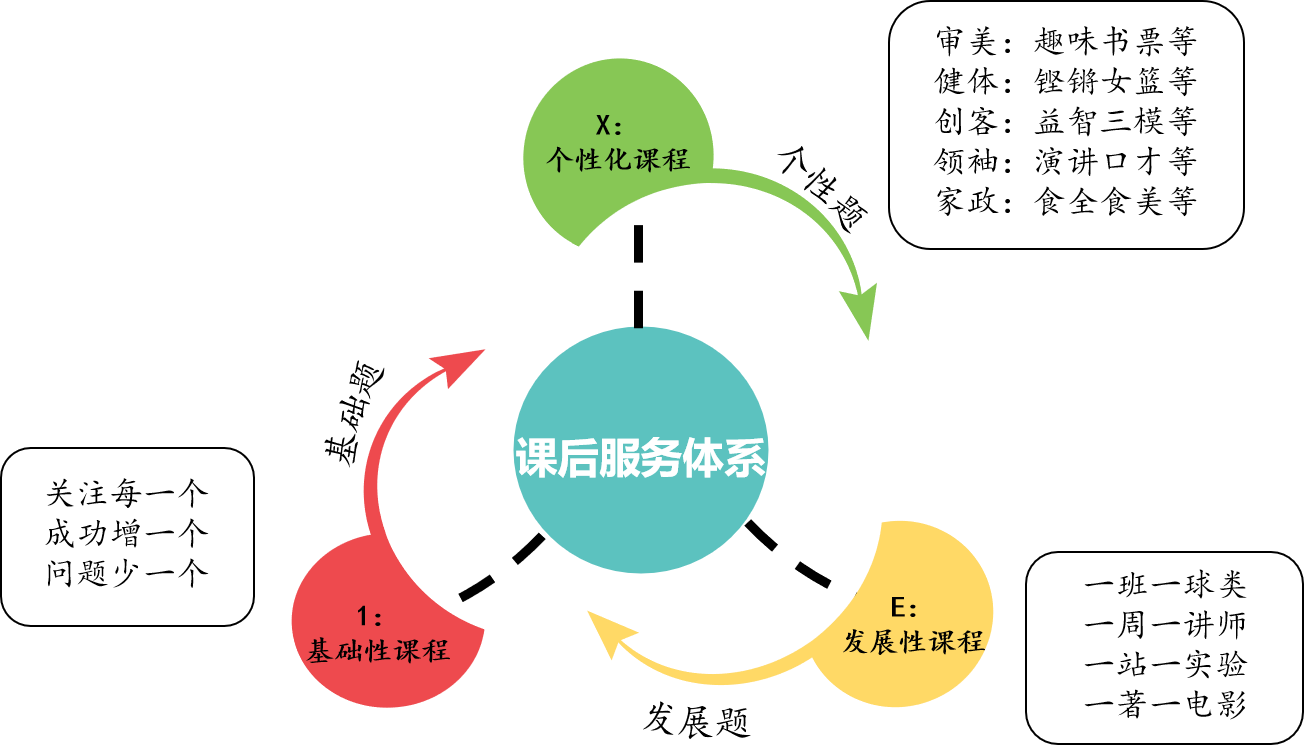 审美：趣味书票等
健体：铿锵女篮等
创客：益智三模等
领袖：演讲口才等
家政：食全食美等
X：
个性化课程
个性题
基础题
课后服务体系
关注每一个
成功增一个
问题少一个
1：
基础性课程
E：
发展性课程
发展题
一班一球类
一周一讲师
一站一实验
一著一电影